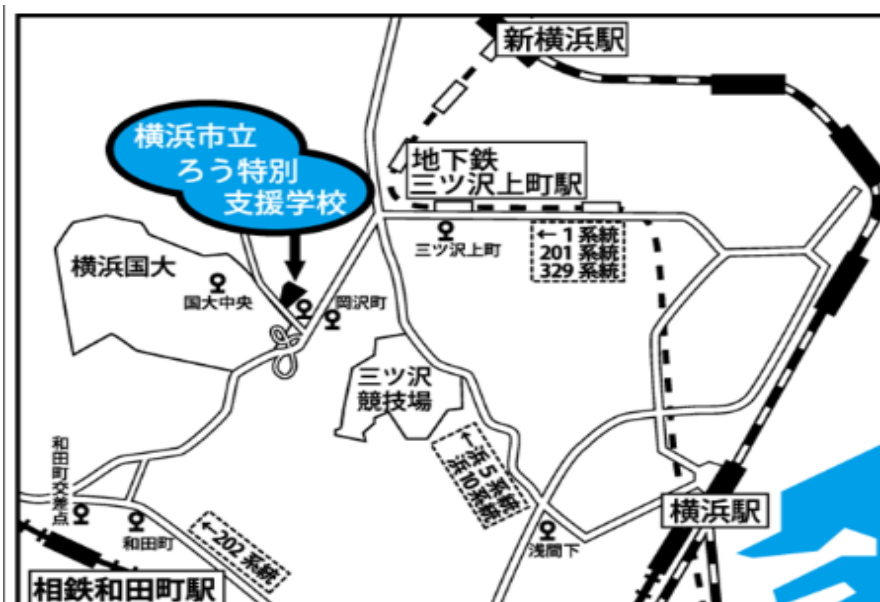 新横浜駅
横浜市立
ろう特別
支援学校
地下鉄
三ツ沢上町駅
三ツ沢上町
←1系統
201系統
329系統
横浜国大
国大中央
岡沢町
三ツ沢
競技場
←浜5系統
浜10系統
和田町交差点
和田町
←202系統
浅間下
横浜駅
相鉄和田町駅